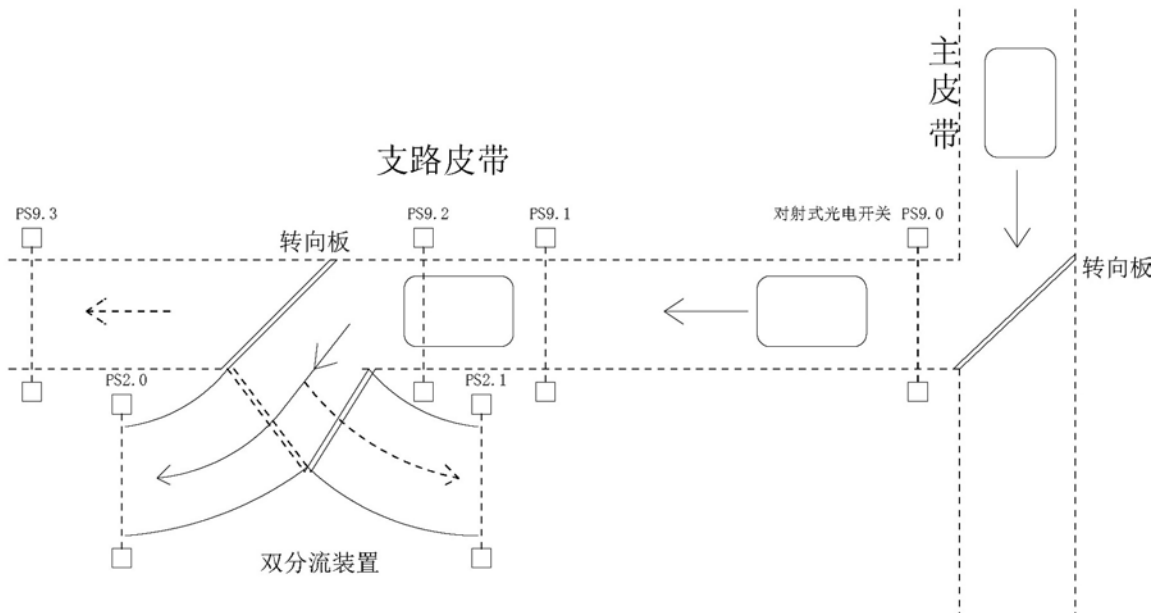 主皮带
支路皮带
PS9.3
PS9.2
PS9.1
对射式光电开关 PS9.0
转向板
转向板
PS2.0
PS2.1
双分流装置